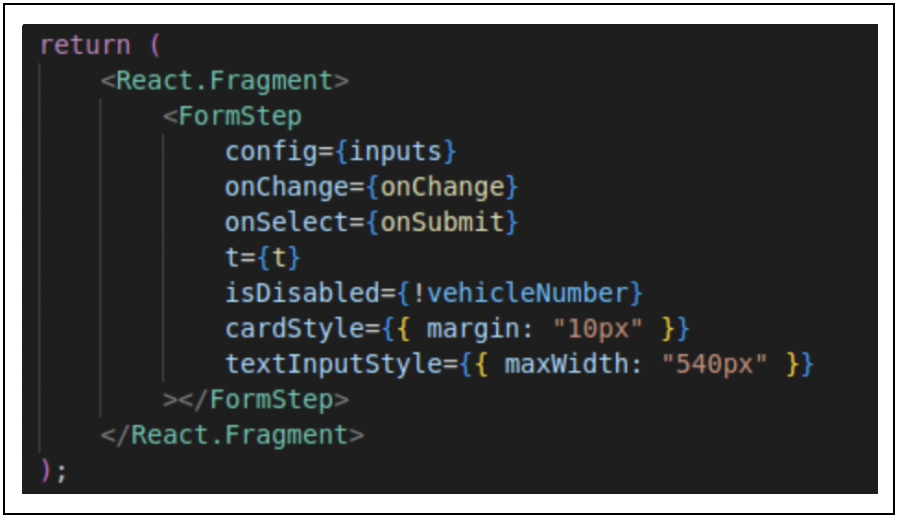 return (
    <React.Fragment>
        <FormStep
            config={inputs}
            onChange={onChange}
            onSelect={onSubmit}
            t={t}
            isDisabled={!vehicleNumber}
            cardStyle={{ margin: "10px" }}
            textInputStyle={{ maxWidth: "540px" }}
        ></FormStep>
    </React.Fragment>
);